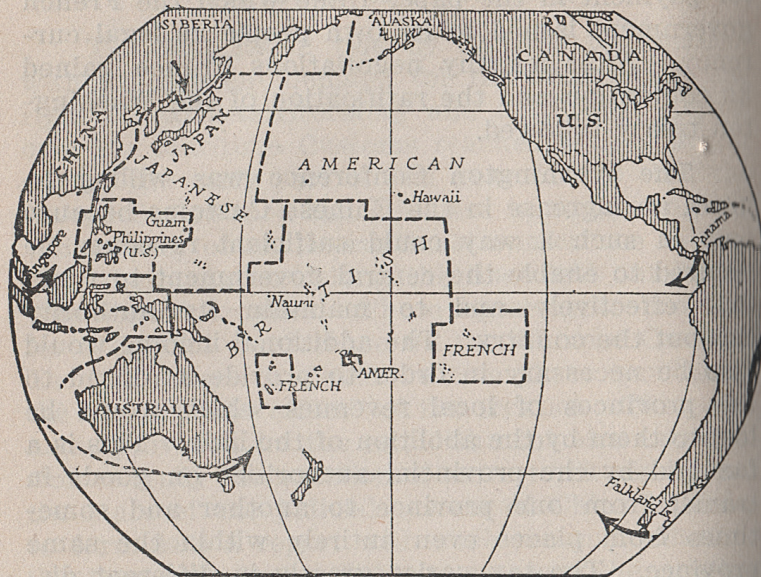 SIBERIA
ALASKA
CANADA
U.S.
CHINA
JAPAN
JAPANESE
AMERICAN
Hawaii
Guam
Philippines
(U.S.)
Singapore
Panama
BRITISH
Nauru
FRENCH
AMER.
FRENCH
AUSTRALIA
Falkland Is.